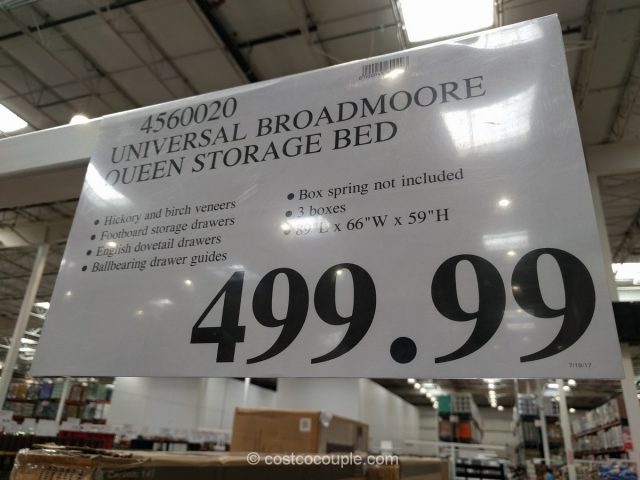 4560020
UNIVERSAL BROADMOORE
QUEEN STORAGE BED
• Hickory and birch veneers
• Footboard storage drawers
• English dovetail drawers
• Ballbearing drawer guides
• Box spring not included
• 3 boxes
• 89"L x 66"W x 59"H
499.99
7/19/17
© costcocouple.com